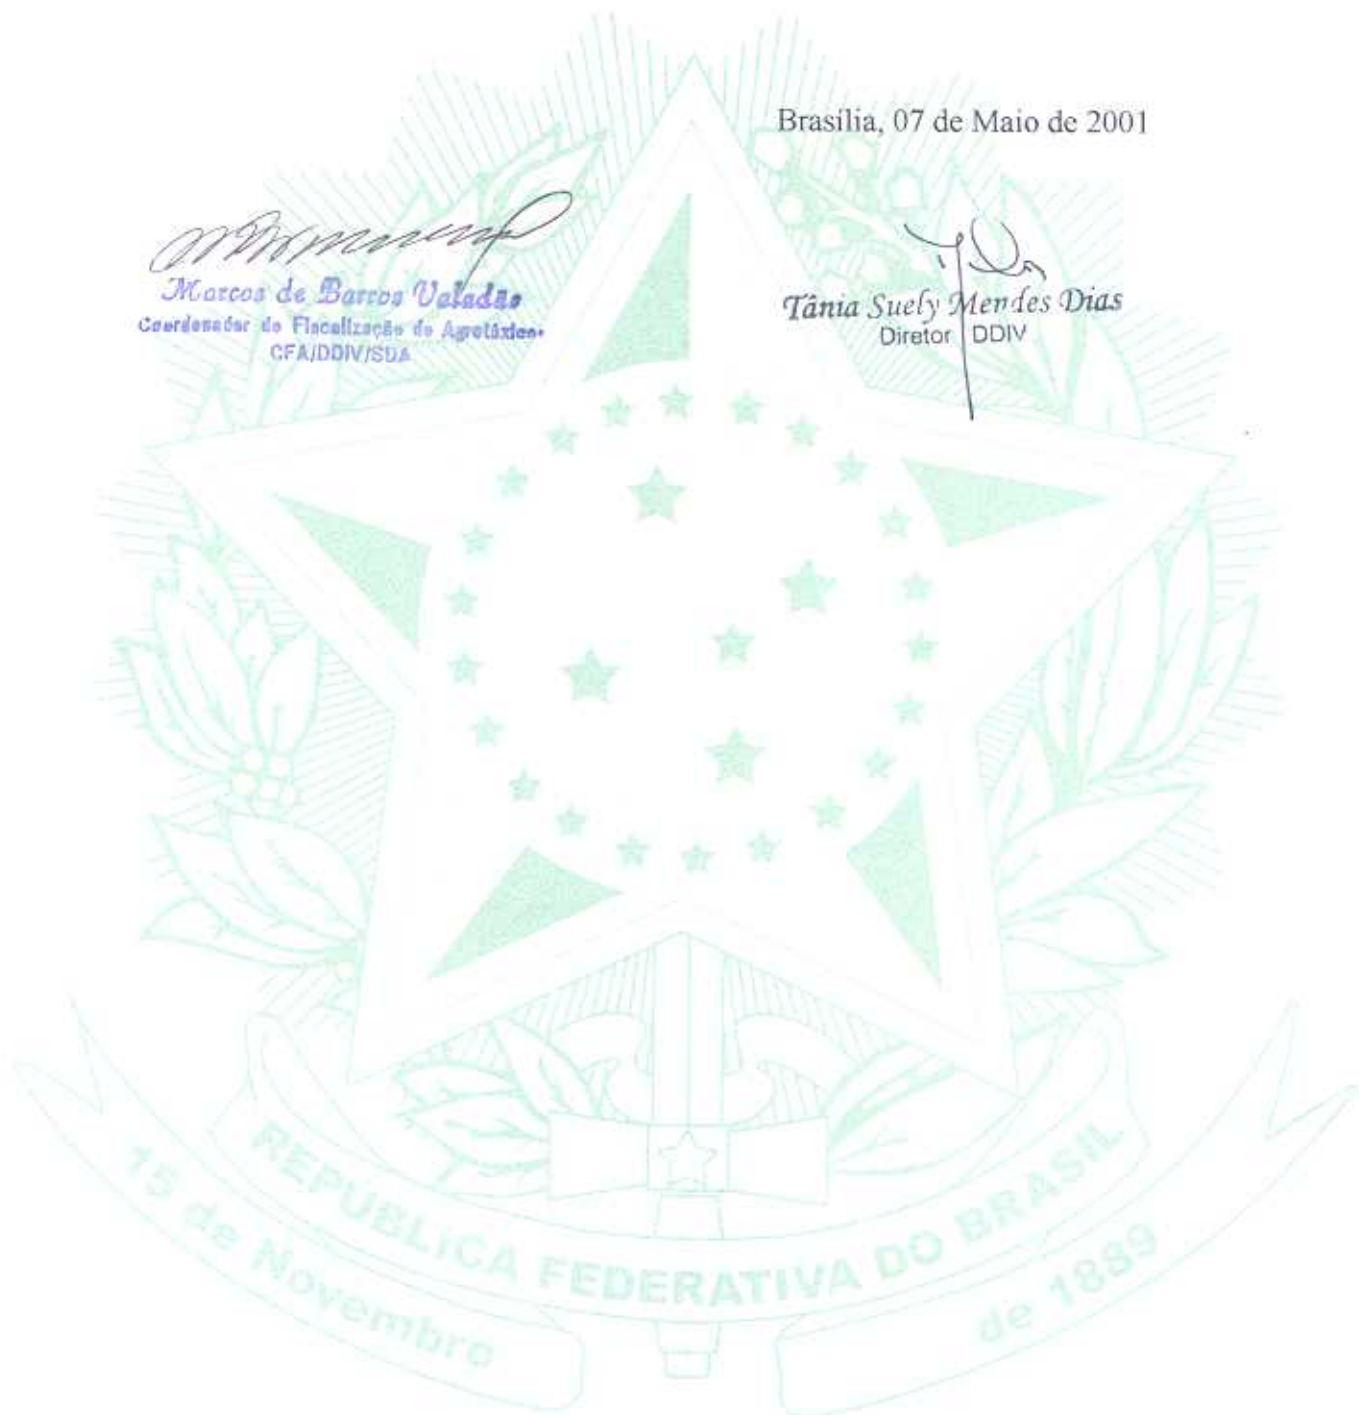 Brasília, 07 de Maio de 2001
Marcos de Barros Valadão
Coordenador de Fiscalização de Agrotóxicos
CFA/DDIV/SDA
Tânia Suely Mendes Dias
Diretor DDIV
REPUBLICA FEDERATIVA DO BRASIL
15 de Novembro
de 1889